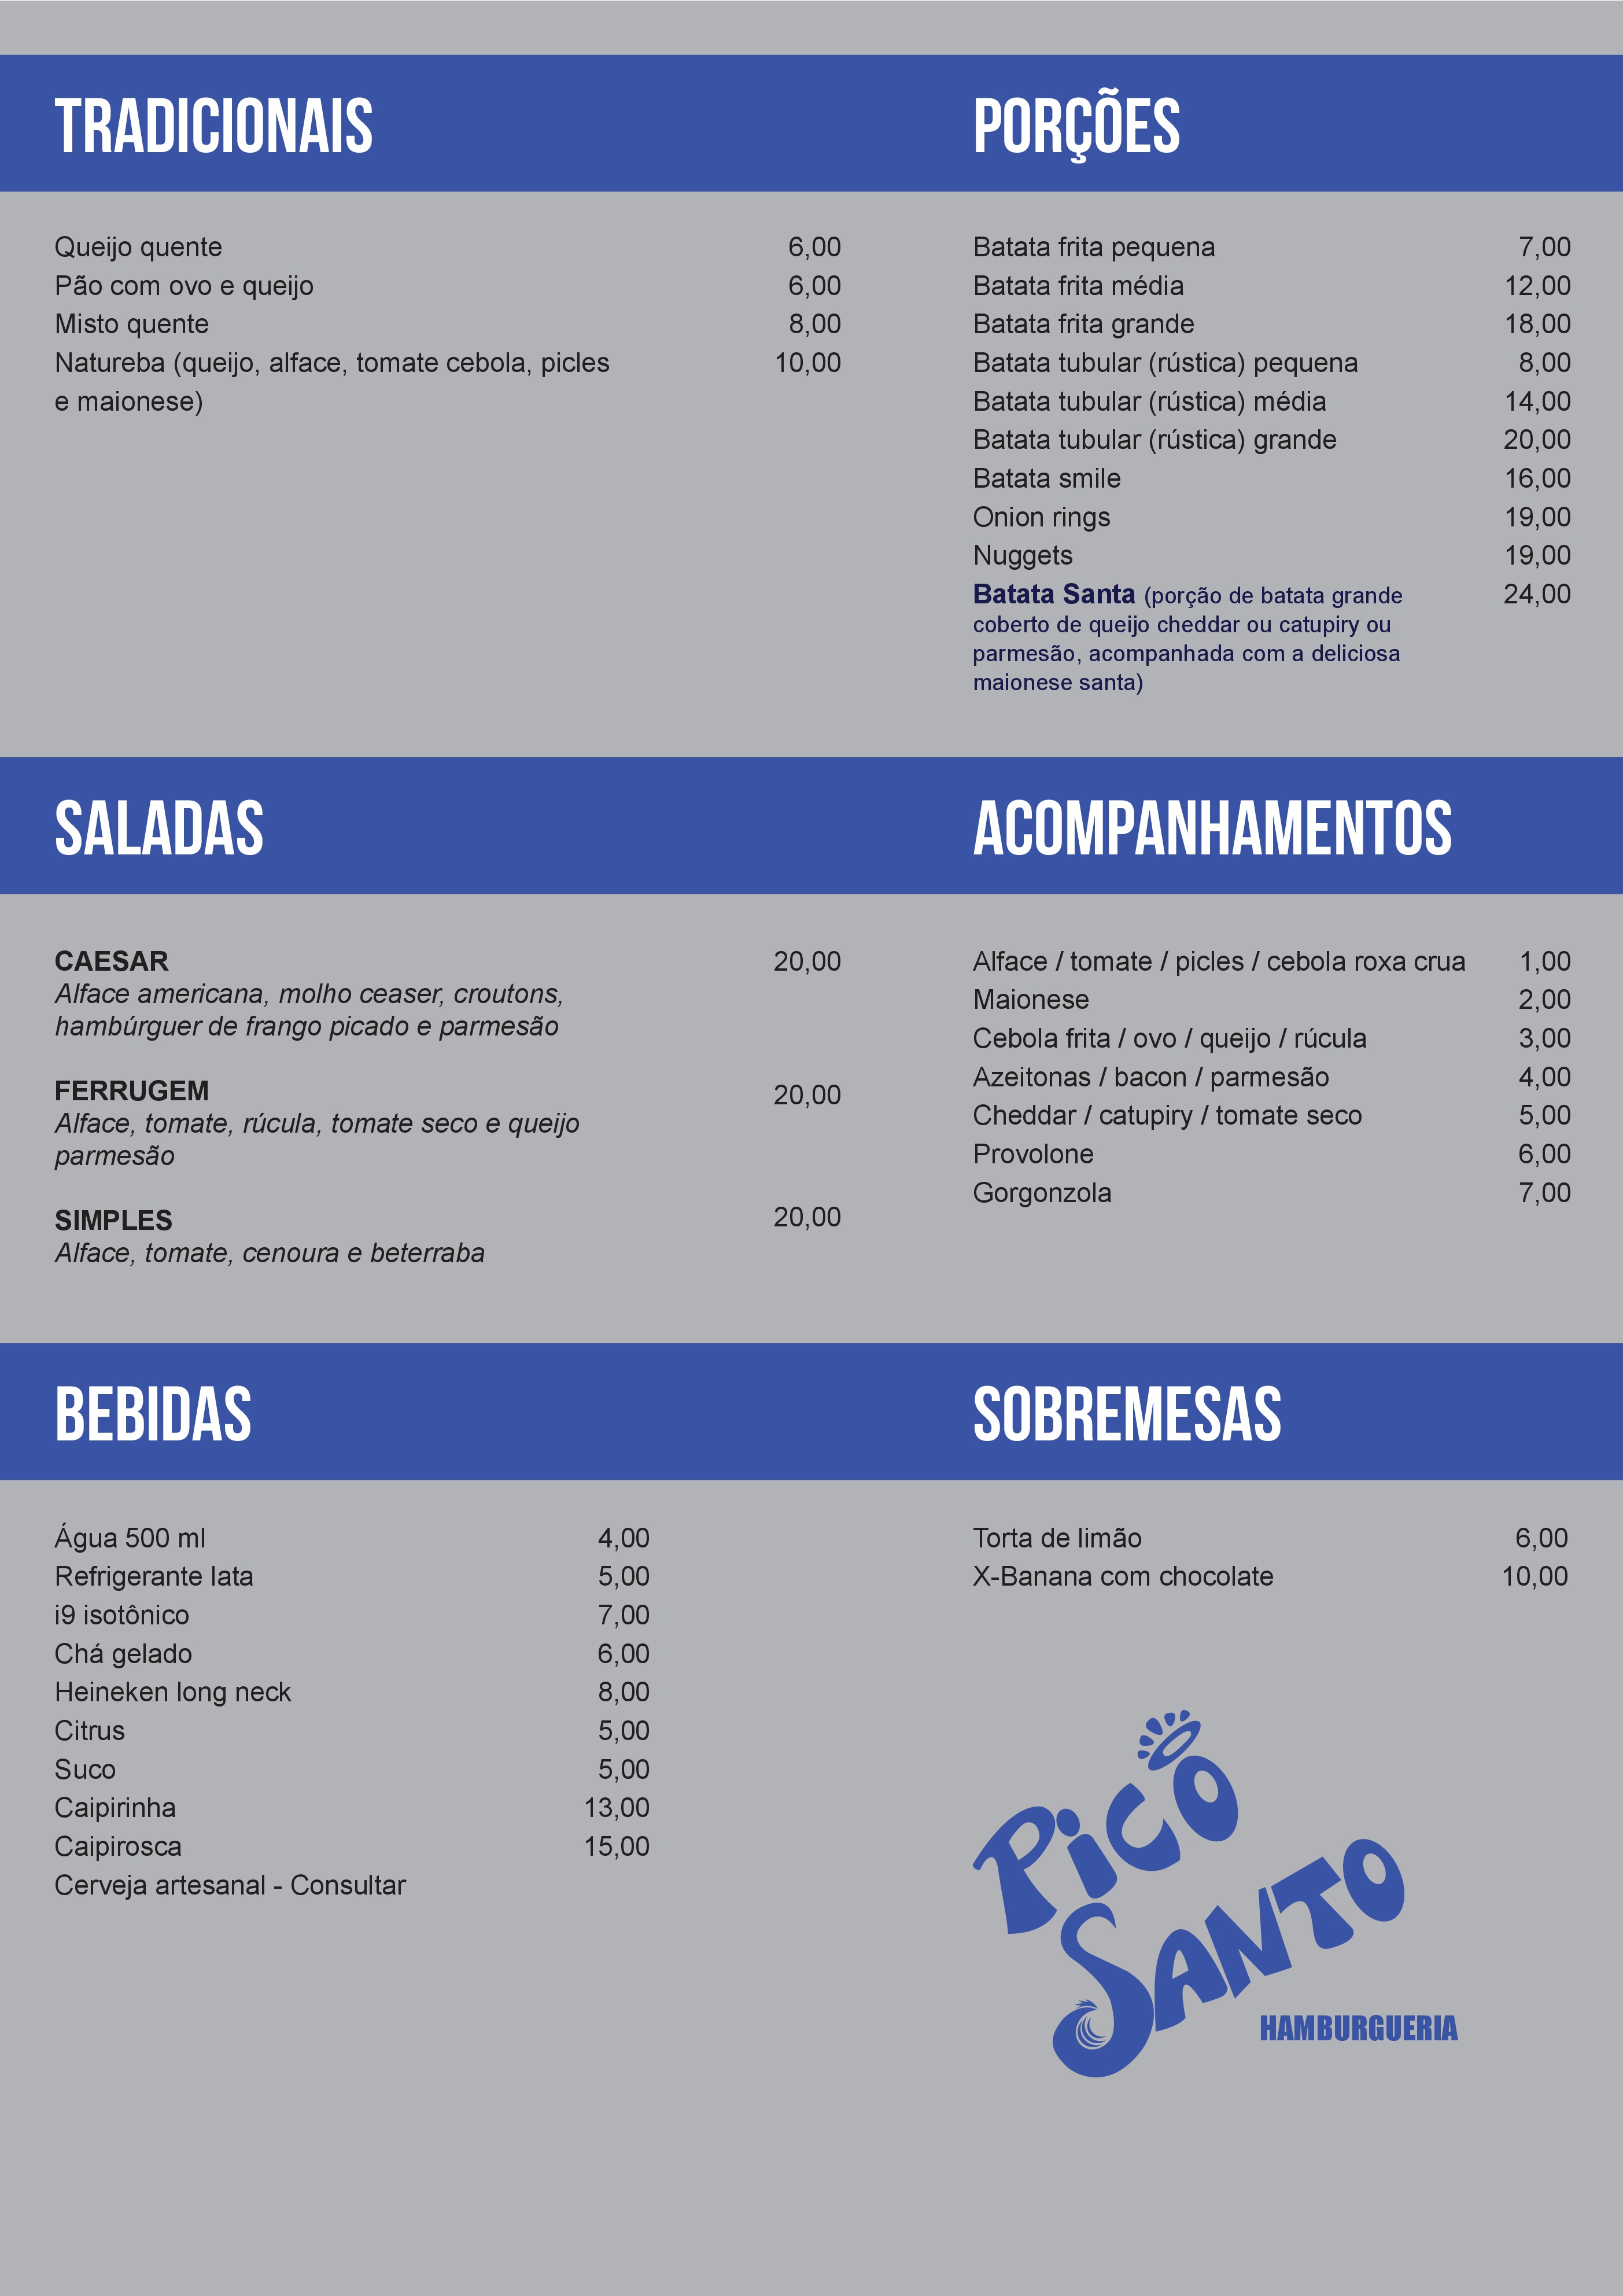 TRADICIONAIS
Queijo quente 6,00
Pão com ovo e queijo 6,00
Misto quente 8,00
Natureba (queijo, alface, tomate cebola, picles 10,00
e maionese)
PORÇÕES
Batata frita pequena 7,00
Batata frita média 12,00
Batata frita grande 18,00
Batata tubular (rústica) pequena 8,00
Batata tubular (rústica) média 14,00
Batata tubular (rústica) grande 20,00
Batata smile 16,00
Onion rings 19,00
Nuggets 19,00
Batata Santa (porção de batata grande 24,00
coberto de queijo cheddar ou catupiry ou
parmesão, acompanhada com a deliciosa
maionese santa)
SALADAS
CAESAR 20,00
Alface americana, molho ceaser, croutons,
hambúrguer de frango picado e parmesão
FERRUGEM 20,00
Alface, tomate, rúcula, tomate seco e queijo
parmesão
SIMPLES 20,00
Alface, tomate, cenoura e beterraba
ACOMPANHAMENTOS
Alface / tomate / picles / cebola roxa crua 1,00
Maionese 2,00
Cebola frita / ovo / queijo / rúcula 3,00
Azeitonas / bacon / parmesão 4,00
Cheddar / catupiry / tomate seco 5,00
Provolone 6,00
Gorgonzola 7,00
BEBIDAS
Água 500 ml 4,00
Refrigerante lata 5,00
i9 isotônico 7,00
Chá gelado 6,00
Heineken long neck 8,00
Citrus 5,00
Suco 5,00
Caipirinha 13,00
Caipirosca 15,00
Cerveja artesanal - Consultar
SOBREMESAS
Torta de limão 6,00
X-Banana com chocolate 10,00
PiCO
SANTO
HAMBURGUERIA